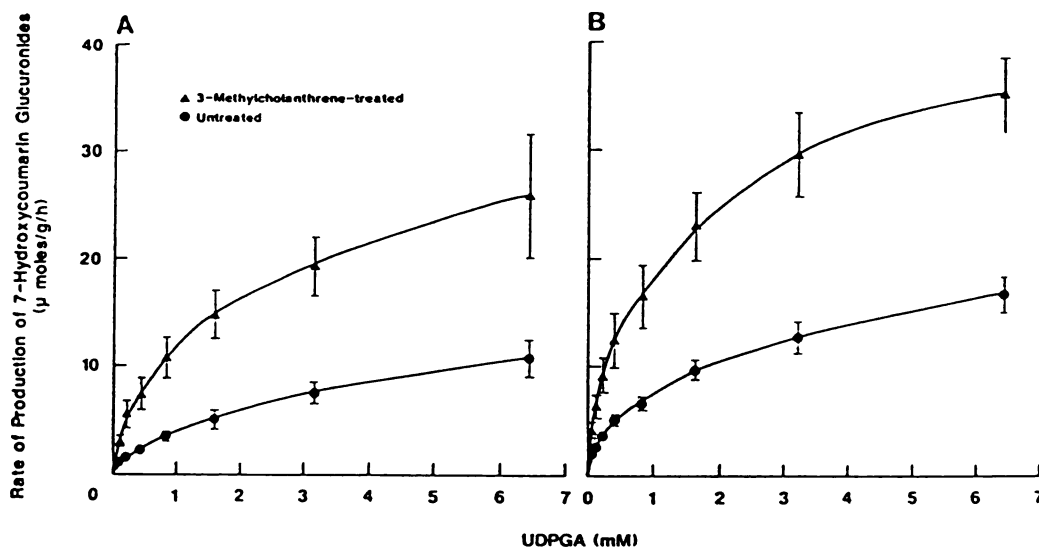 A
B
40
30
20
10
0
▲ 3-Methylcholanthrene-treated
● Untreated
Rate of Production of 7-Hydroxycoumarin Glucuronides
(μ moles/g/h)
1 2 3 4 5 6 7
0 1 2 3 4 5 6 7
UDPGA (mM)